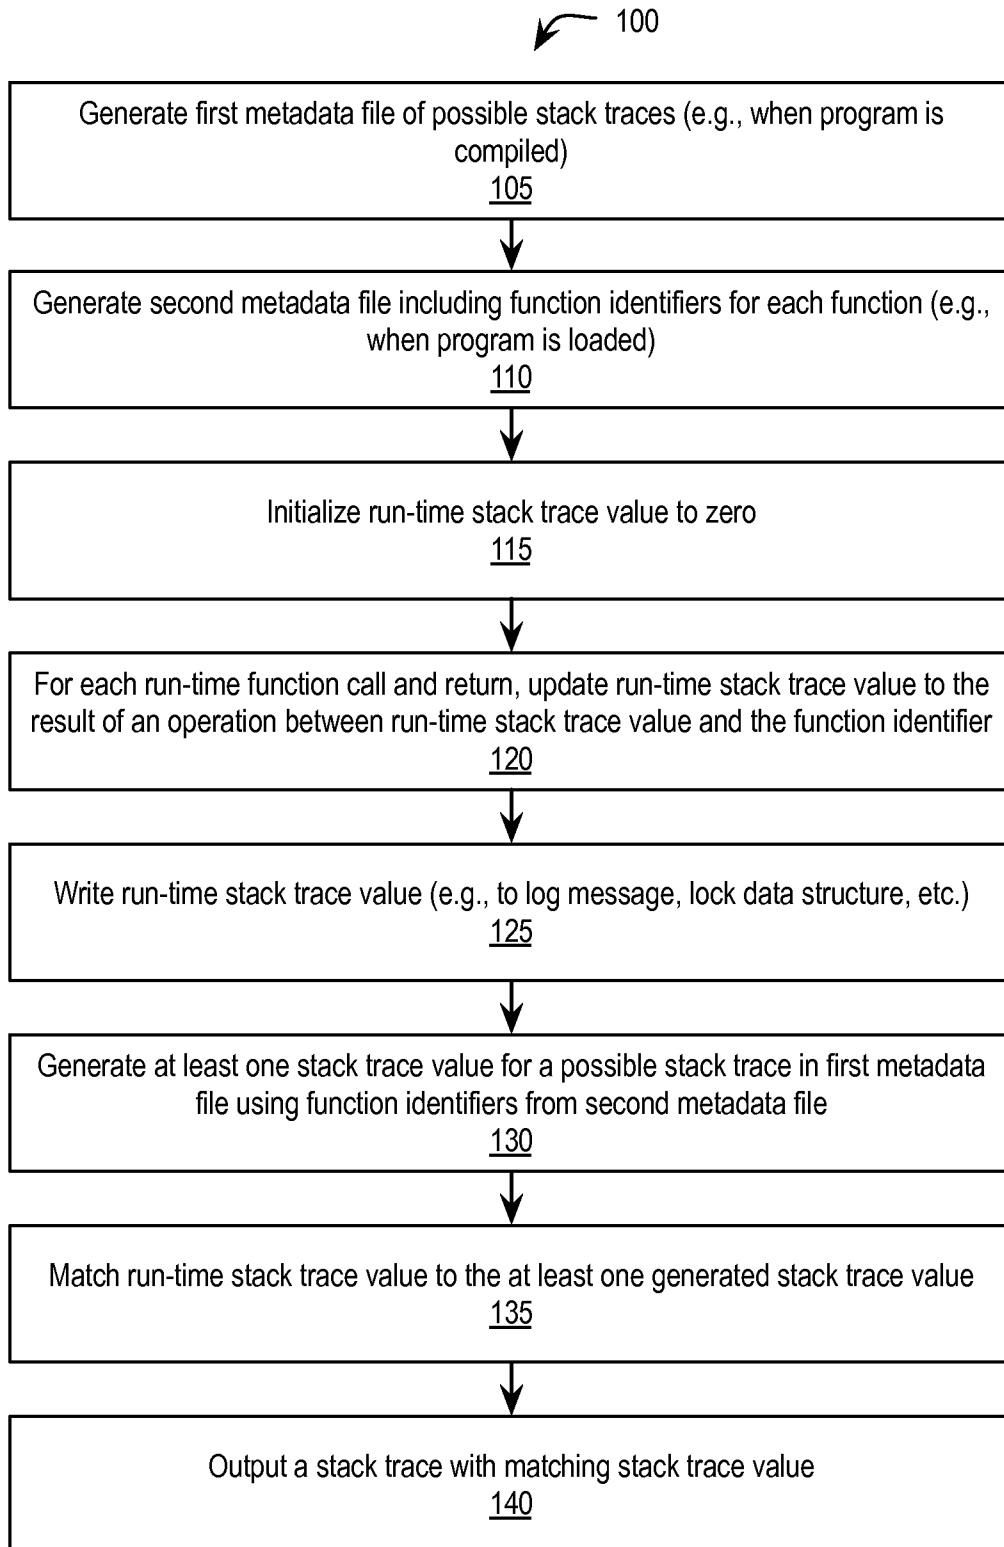 100
Generate first metadata file of possible stack traces (e.g., when program is
compiled)
105
Generate second metadata file including function identifiers for each function (e.g.,
when program is loaded)
110
Initialize run-time stack trace value to zero
115
For each run-time function call and return, update run-time stack trace value to the
result of an operation between run-time stack trace value and the function identifier
120
Write run-time stack trace value (e.g., to log message, lock data structure, etc.)
125
Generate at least one stack trace value for a possible stack trace in first metadata
file using function identifiers from second metadata file
130
Match run-time stack trace value to the at least one generated stack trace value
135
Output a stack trace with matching stack trace value
140